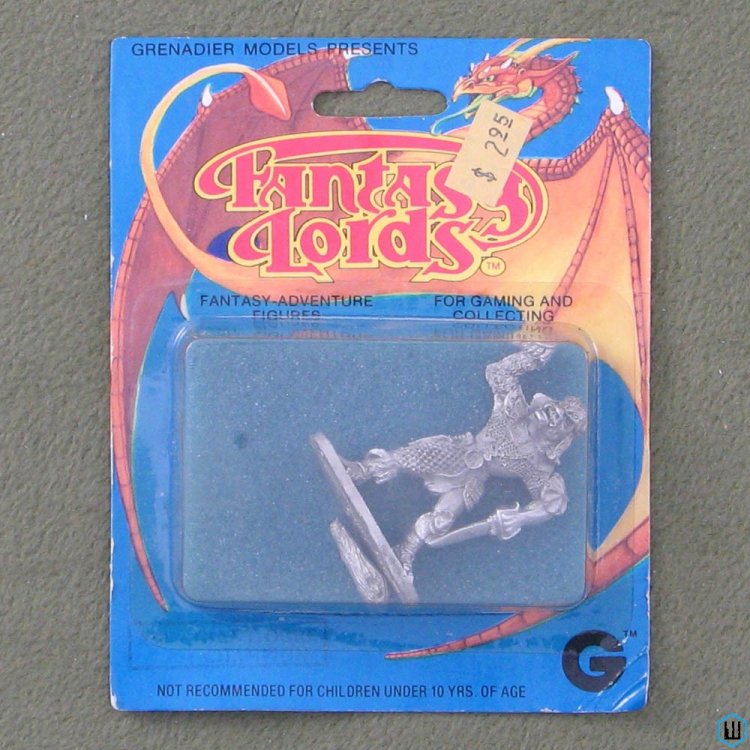 GRENADIER MODELS PRESENTS
$ 2.95
Fantasy
Lords
TM
FANTASY-ADVENTURE
FIGURES
FOR GAMING AND
COLLECTING
G
TM
NOT RECOMMENDED FOR CHILDREN UNDER 10 YRS. OF AGE